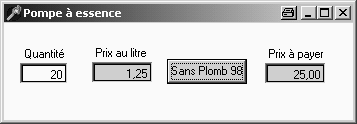 Pompe à essence
Quantité Prix au litre Prix à payer
20 1,25 Sans Plomb 98 25,00